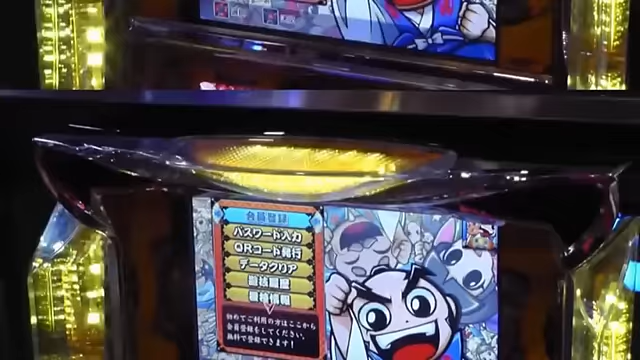 会員登録
パスワード入力
QRコード発行
データクリア
遊技履歴
機種情報
初めてご利用の方はここから
会員登録をしてください。
無料で登録できます!